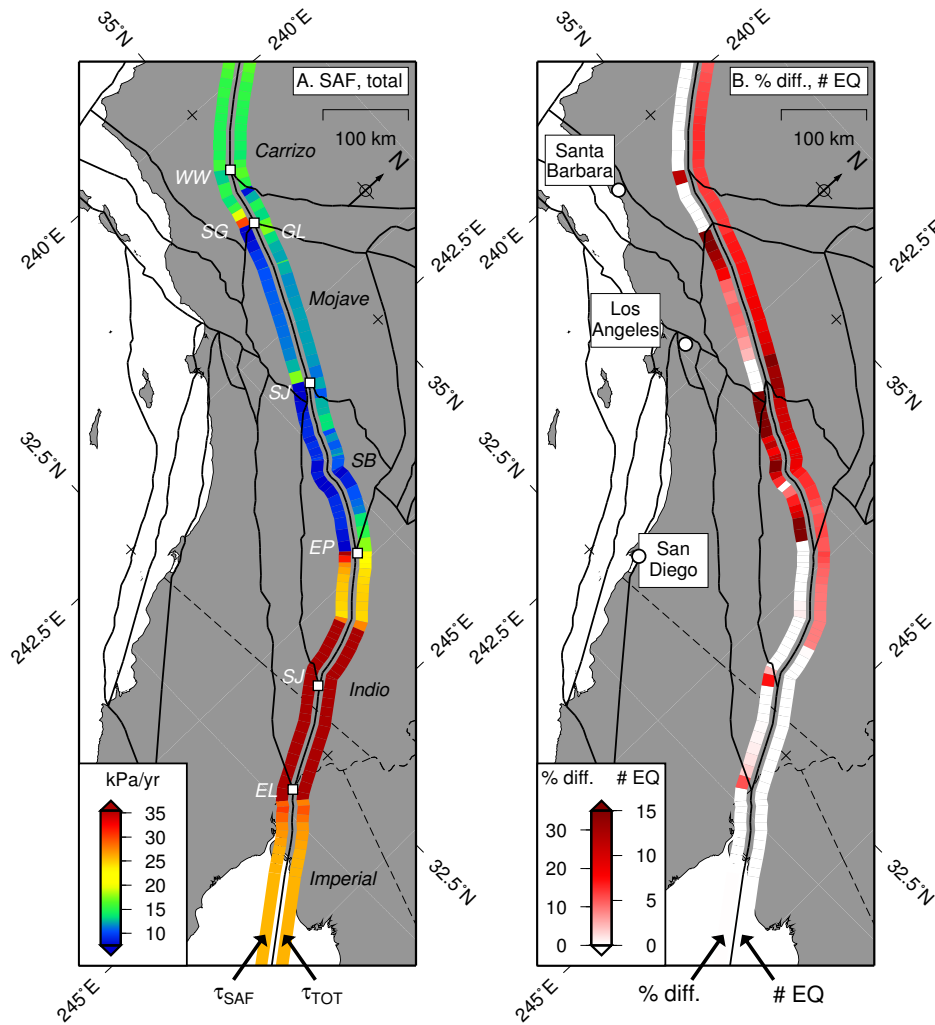 35˚N
240˚E
35˚N
240˚E
A. SAF, total
100 km
N
Carrizo
WW
SG
GL
Mojave
SJ
SB
EP
SJ
Indio
EL
Imperial
240˚E
242.5˚E
35˚N
32.5˚N
242.5˚E
245˚E
32.5˚N
245˚E
kPa/yr
35
30
25
20
15
10
τSAF
τTOT
B. % diff., # EQ
100 km
N
Santa
Barbara
Los
Angeles
San
Diego
240˚E
242.5˚E
35˚N
32.5˚N
242.5˚E
245˚E
32.5˚N
245˚E
% diff.
# EQ
30
20
10
0
15
10
5
0
% diff.
# EQ